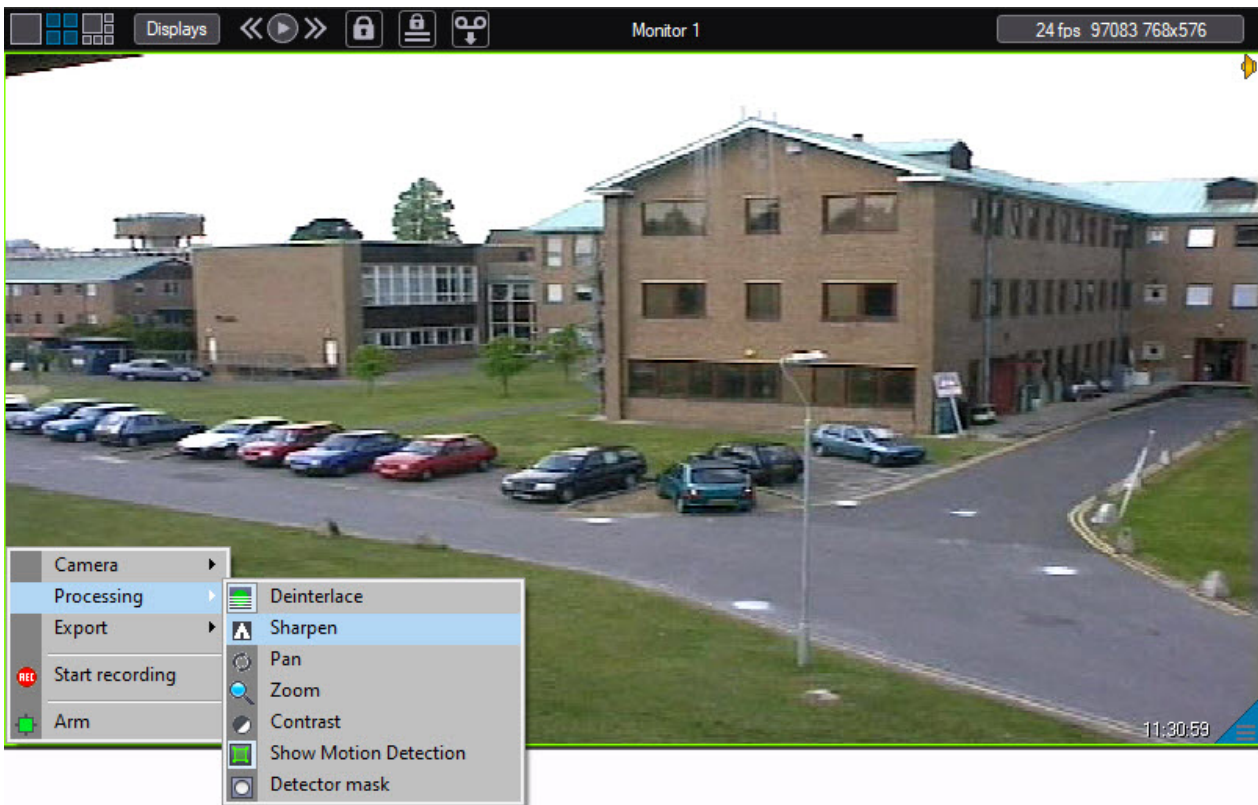 Displays
Monitor 1
24 fps 97083 768x576
Camera
Processing
Export
REC Start recording
Arm
Deinterlace
Sharpen
Pan
Zoom
Contrast
Show Motion Detection
Detector mask
11:30:59